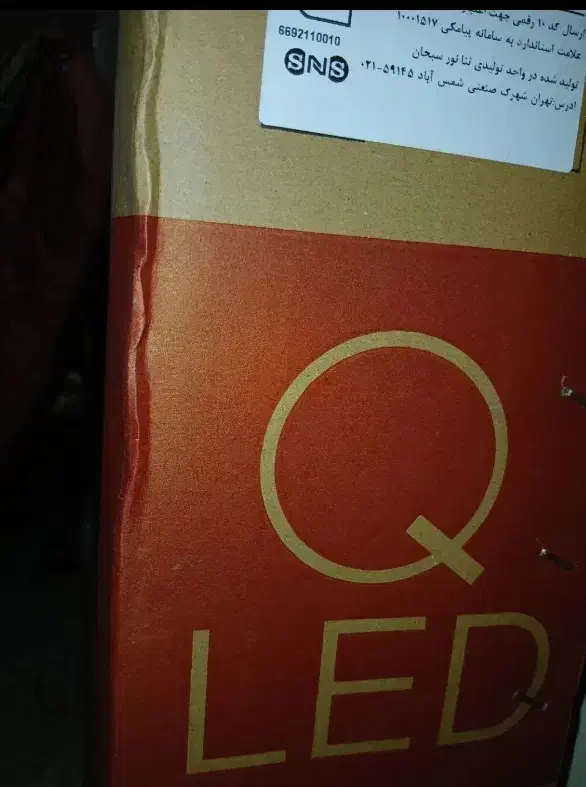 ارسال کد ۱۰ رقمی جهت
علامت استاندارد به سامانه پیامکی ۱۰۰۰۱۵۱۷
6692110010
SNS
تولید شده در واحد تولیدی ثنا نور سبحان
ادرس:تهران شهرک صنعتی شمس آباد ۵۹۱۴۵-۰۲۱
Q
LED